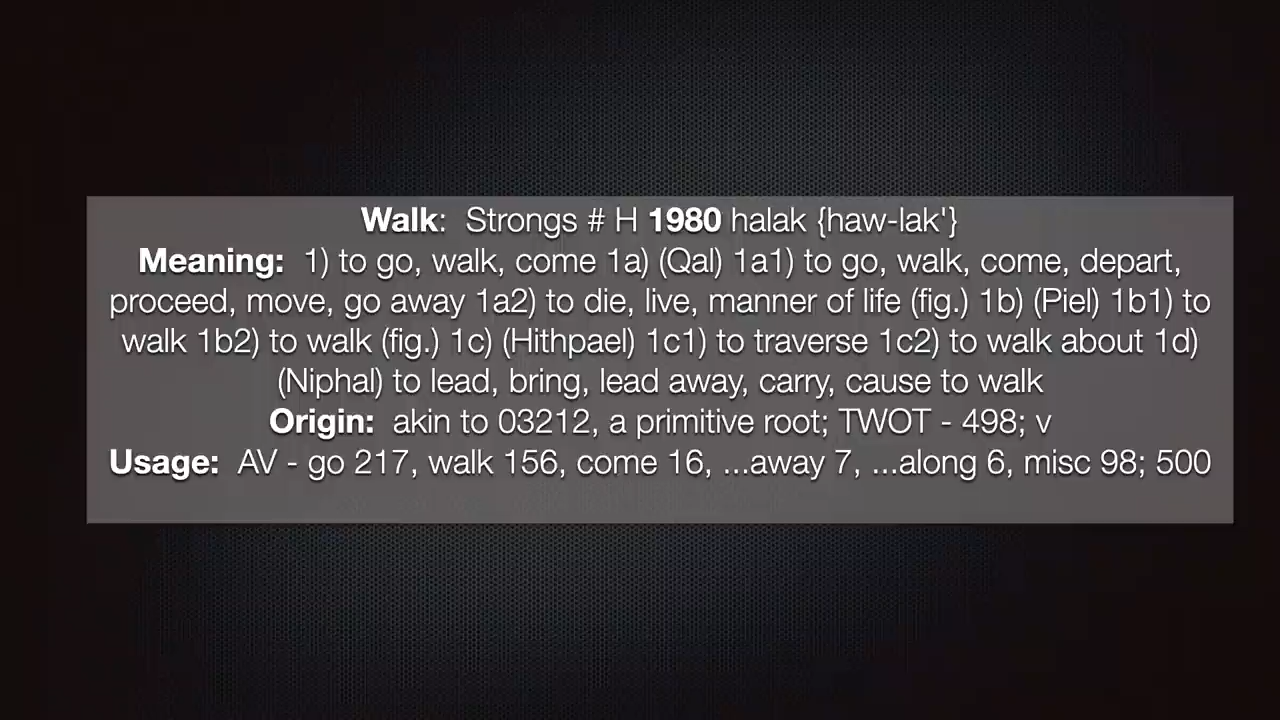 Walk:  Strongs # H 1980 halak {haw-lak'}
Meaning:  1) to go, walk, come 1a) (Qal) 1a1) to go, walk, come, depart,
proceed, move, go away 1a2) to die, live, manner of life (fig.) 1b) (Piel) 1b1) to
walk 1b2) to walk (fig.) 1c) (Hithpael) 1c1) to traverse 1c2) to walk about 1d)
(Niphal) to lead, bring, lead away, carry, cause to walk
Origin:  akin to 03212, a primitive root; TWOT - 498; v
Usage:  AV - go 217, walk 156, come 16, ...away 7, ...along 6, misc 98; 500